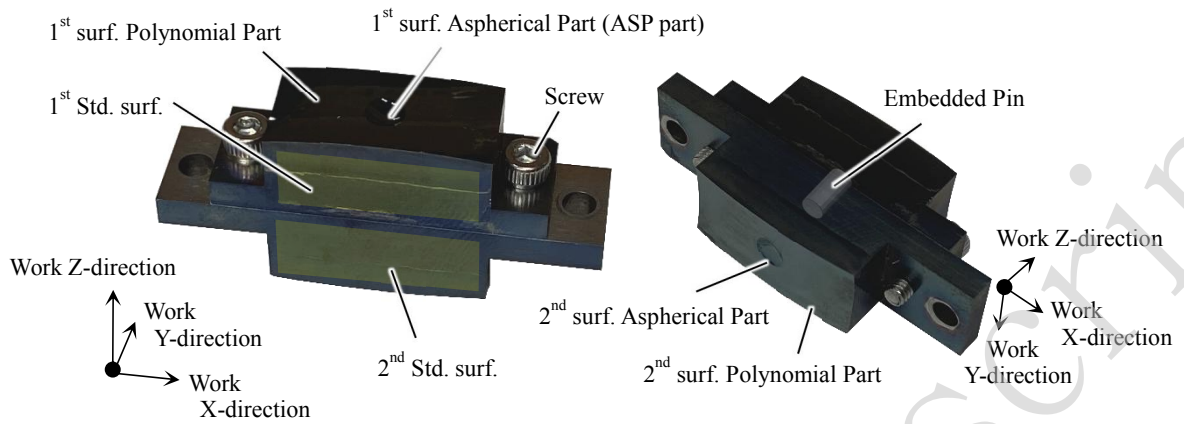 1st surf. Polynomial Part
1st surf. Aspherical Part (ASP part)
1st Std. surf.
Screw
Work Z-direction
Work
Y-direction
Work
X-direction
2nd Std. surf.
Embedded Pin
Work Z-direction
Work
X-direction
Work
Y-direction
2nd surf. Aspherical Part
2nd surf. Polynomial Part
scrip